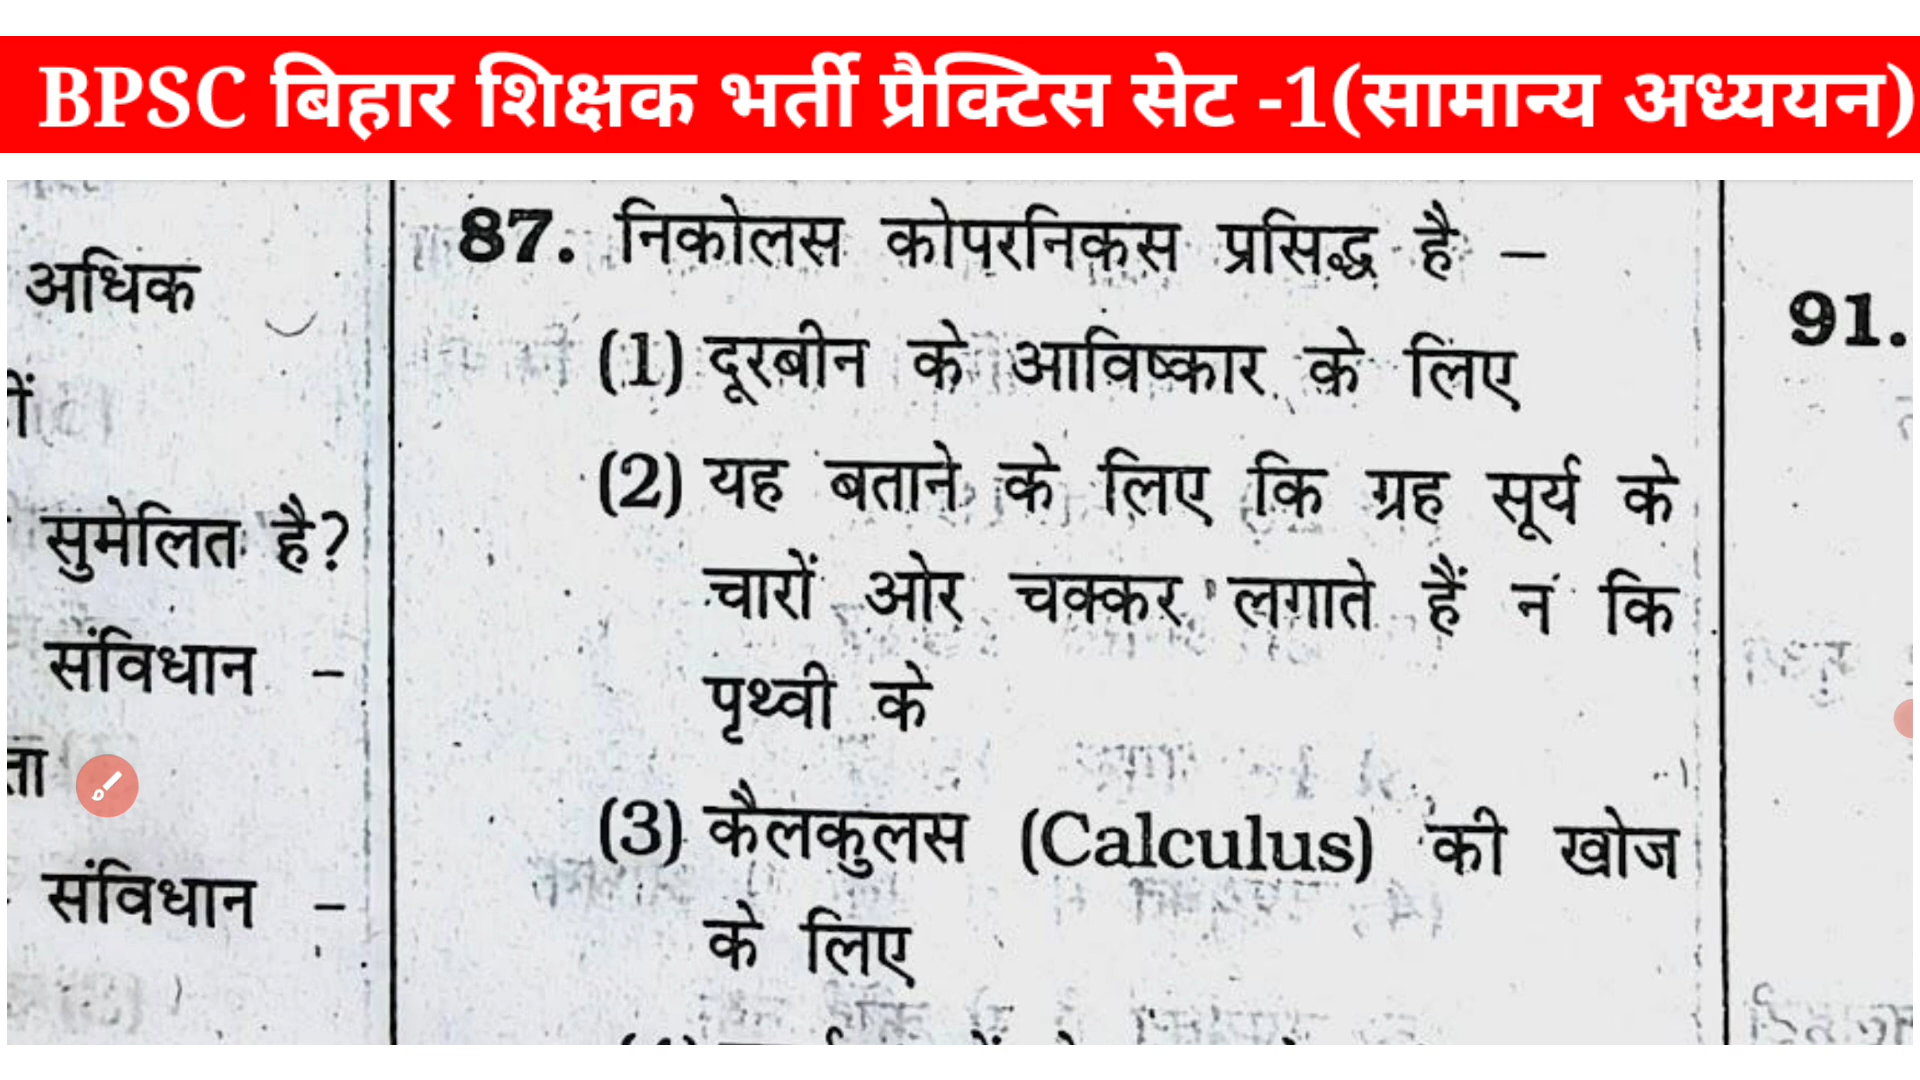 BPSC बिहार शिक्षक भर्ती प्रैक्टिस सेट -1(सामान्य अध्ययन)
अधिक
सुमेलित है?
संविधान –
संविधान –
87. निकोलस कोपरनिकस प्रसिद्ध है –
(1) दूरबीन के आविष्कार के लिए
(2) यह बताने के लिए कि ग्रह सूर्य के
चारों ओर चक्कर लगाते हैं न कि
पृथ्वी के
(3) कैलकुलस (Calculus) की खोज
के लिए
91.